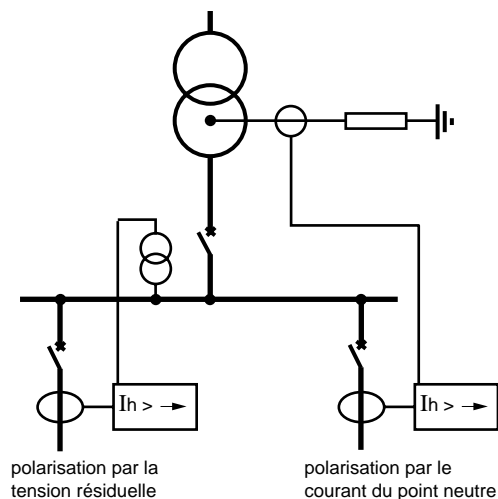 Ih >
Ih >
polarisation par la
tension résiduelle
polarisation par le
courant du point neutre